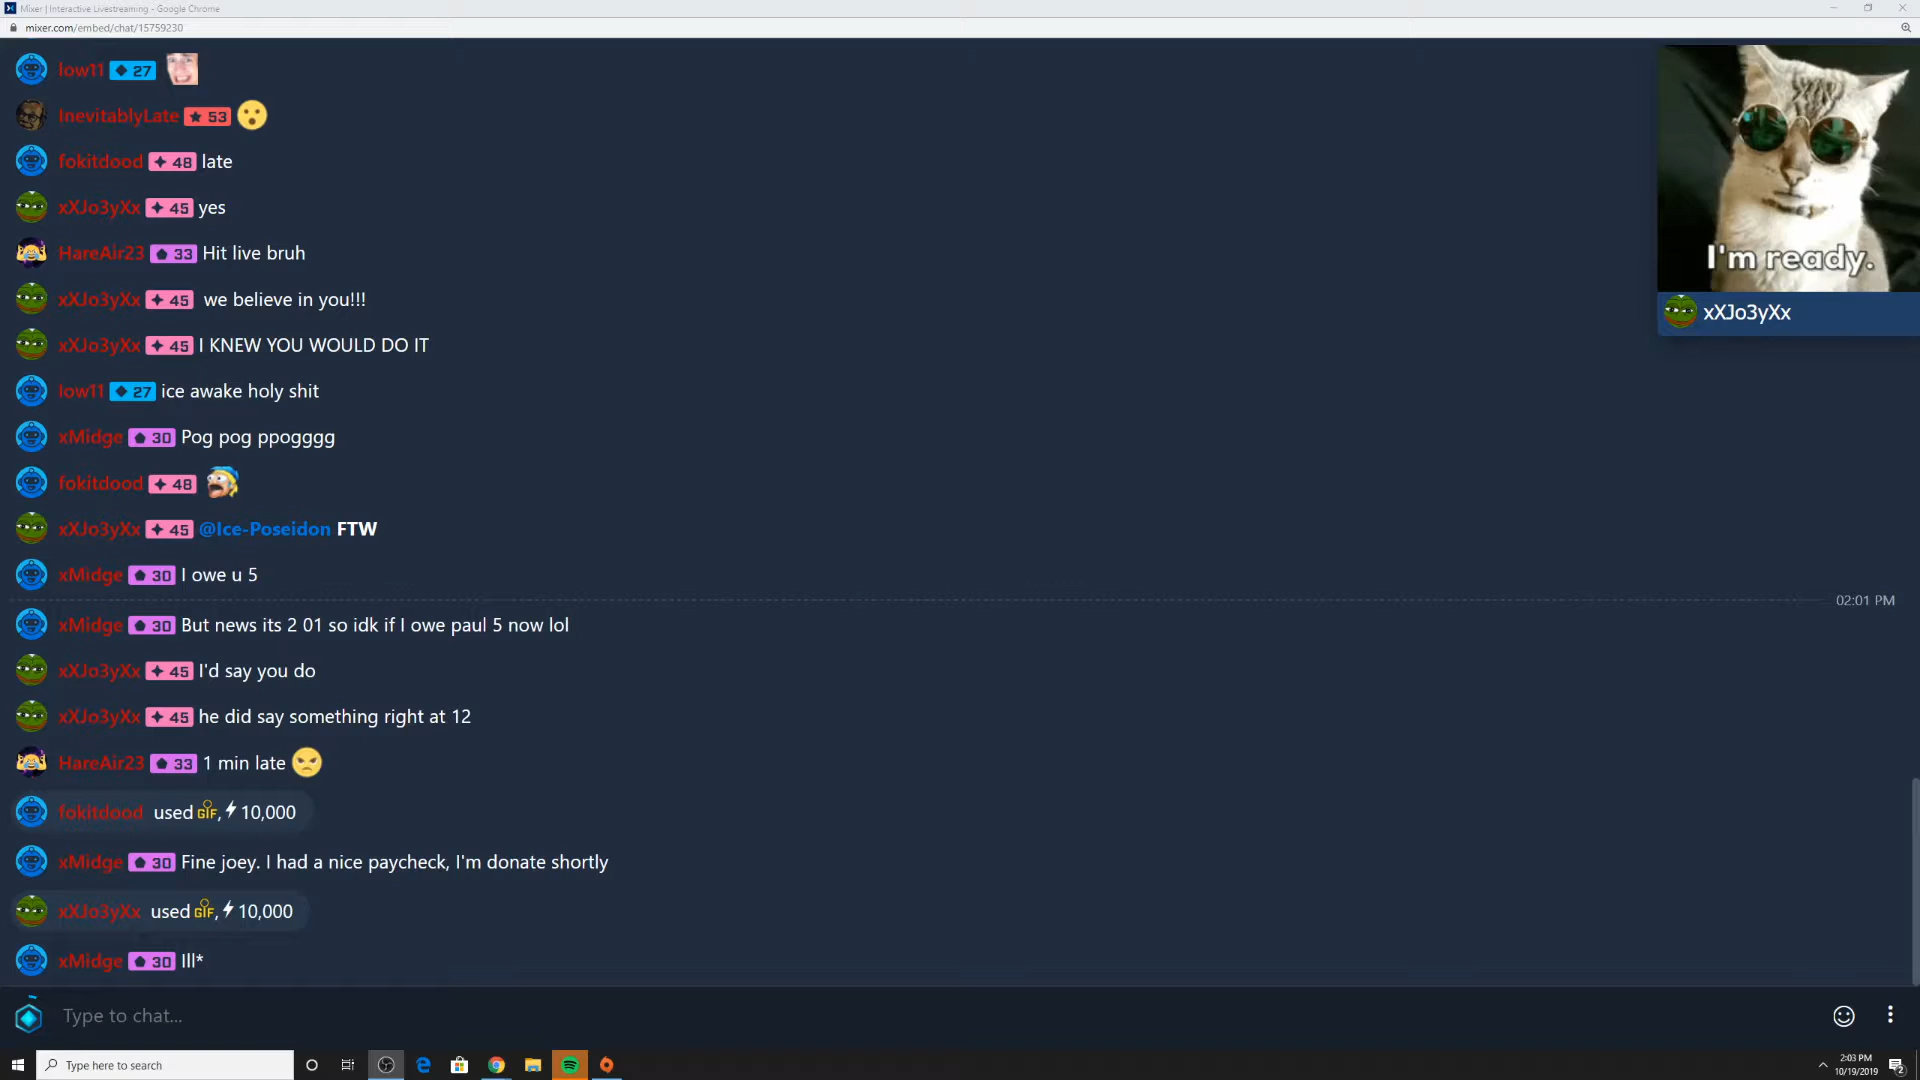 Mixer | Interactive Livestreaming - Google Chrome
mixer.com/embed/chat/15759230
low11 27
InevitablyLate 53
fokitdood 48 late
xXJo3yXx 45 yes
HareAir23 33 Hit live bruh
xXJo3yXx 45 we believe in you!!!
xXJo3yXx 45 I KNEW YOU WOULD DO IT
low11 27 ice awake holy shit
xMidge 30 Pog pog ppogggg
fokitdood 48
xXJo3yXx 45 @Ice-Poseidon FTW
xMidge 30 I owe u 5
02:01 PM
xMidge 30 But news its 2 01 so idk if I owe paul 5 now lol
xXJo3yXx 45 I'd say you do
xXJo3yXx 45 he did say something right at 12
HareAir23 33 1 min late
fokitdood used GIF, 10,000
xMidge 30 Fine joey. I had a nice paycheck, I'm donate shortly
xXJo3yXx used GIF, 10,000
xMidge 30 Ill*
I'm ready.
xXJo3yXx
Type to chat...
Type here to search
2:03 PM
10/19/2019
2